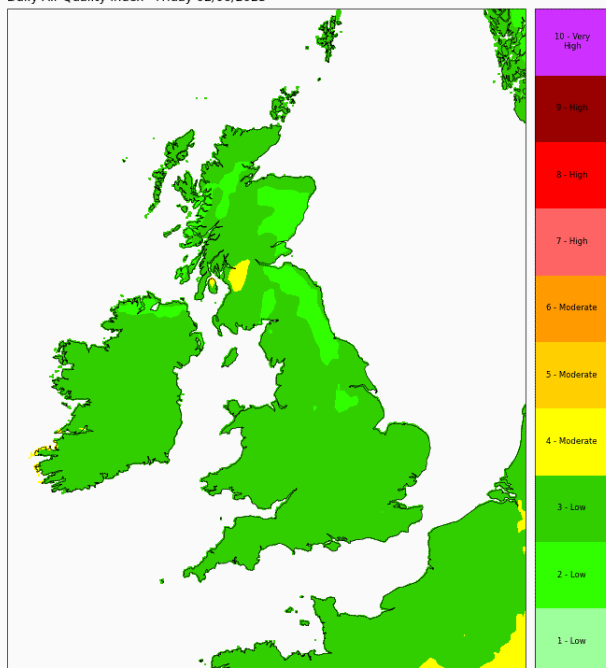 Daily Air Quality Index - Friday
10 - Very
High
9 - High
8 - High
7 - High
6 - Moderate
5 - Moderate
4 - Moderate
3 - Low
2 - Low
1 - Low